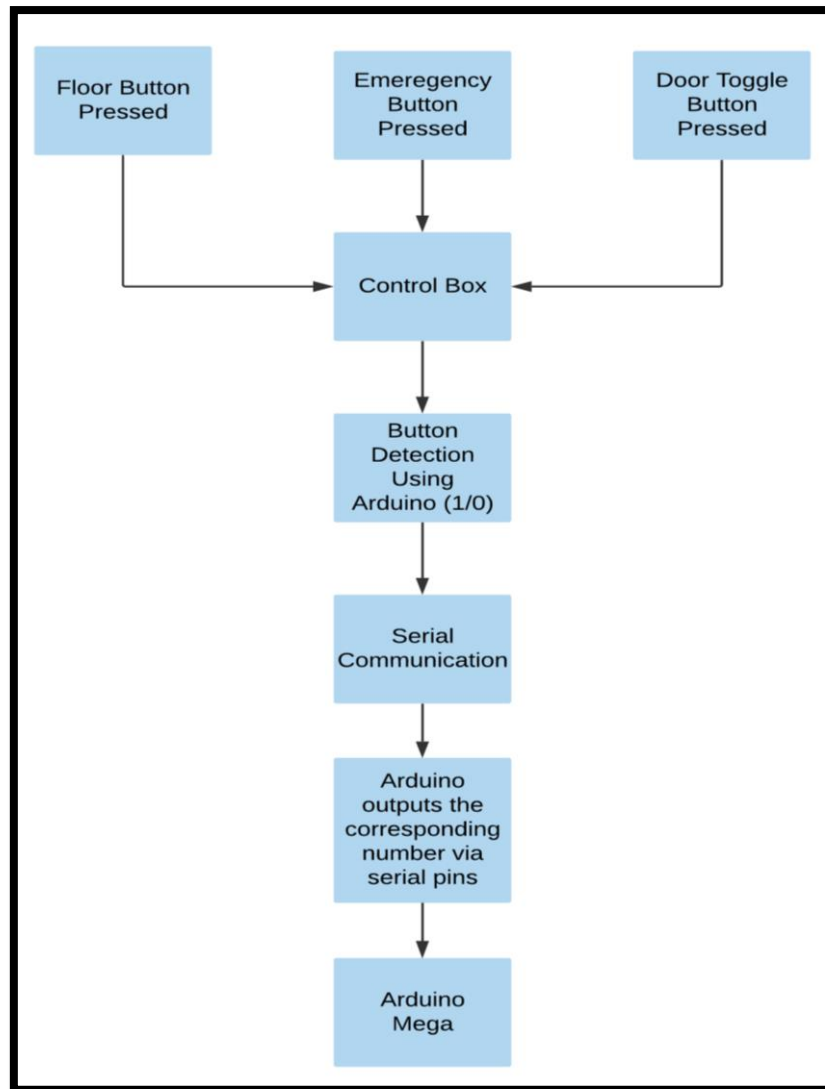 Floor Button
Pressed
Emeregency
Button
Pressed
Door Toggle
Button
Pressed
Control Box
Button
Detection
Using
Arduino (1/0)
Serial
Communication
Arduino
outputs the
corresponding
number via
serial pins
Arduino
Mega